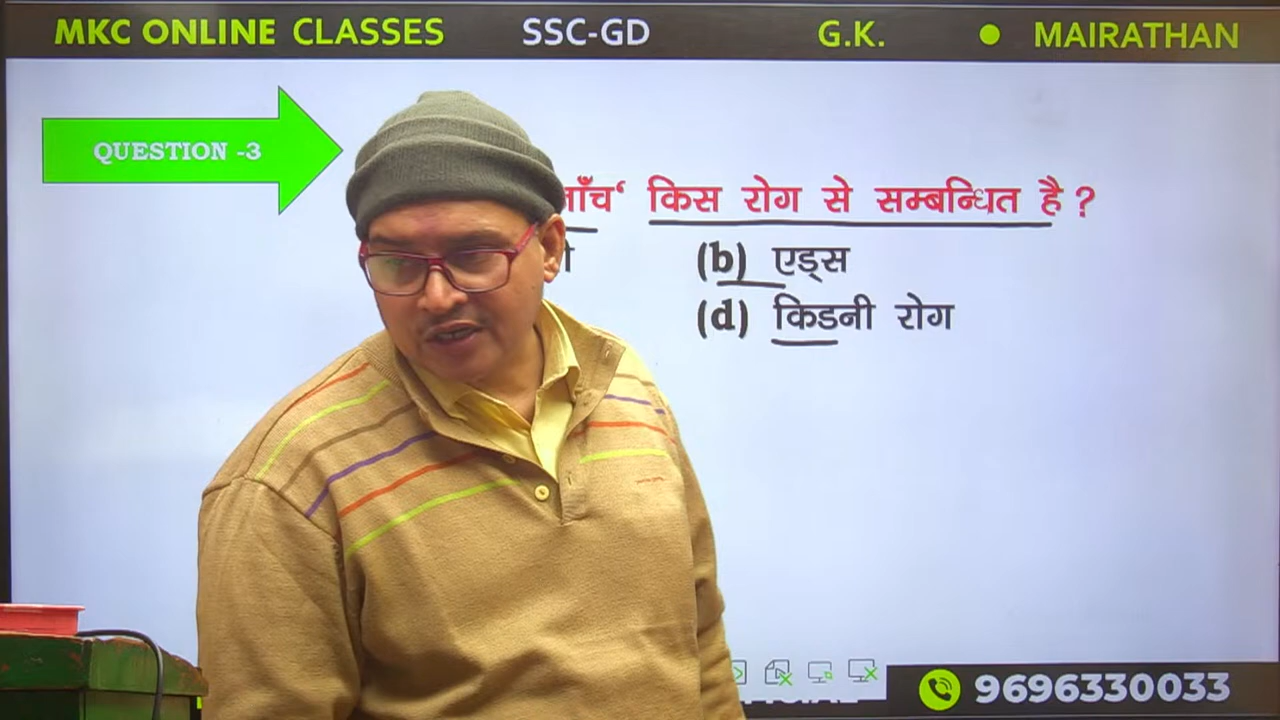 MKC ONLINE CLASSES SSC-GD G.K. MAIRATHAN
QUESTION -3
किस रोग से सम्बन्धित है ?
(b) एड्स
(d) किडनी रोग
9696330033